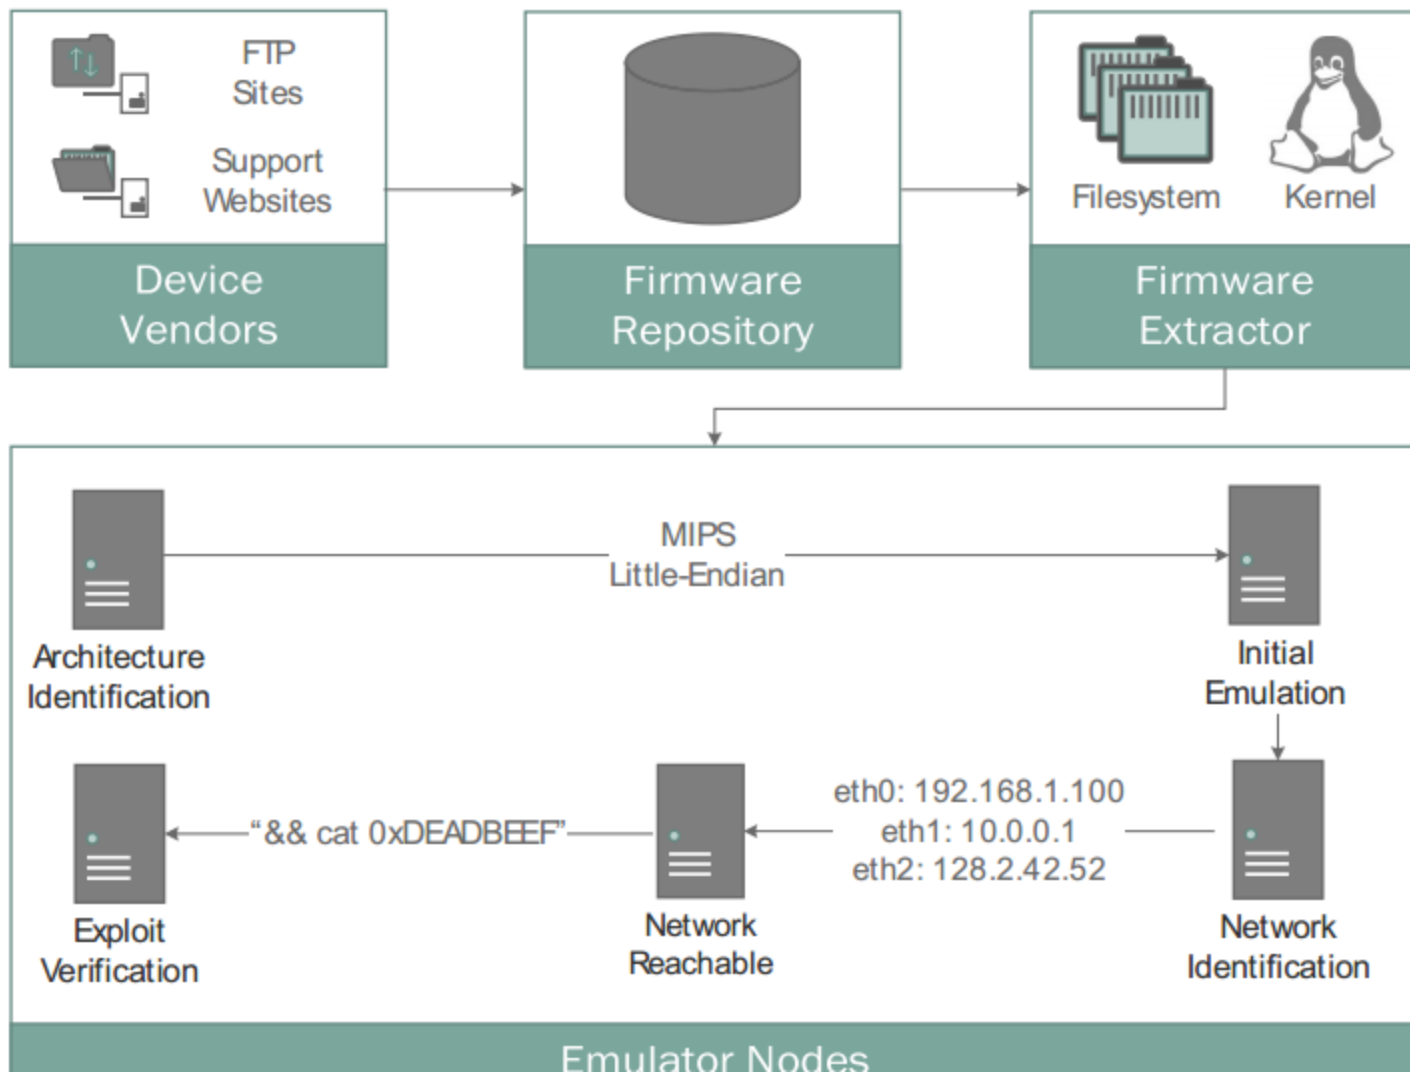 FTP
Sites
Support
Websites
Device
Vendors
Firmware
Repository
Filesystem
Kernel
Firmware
Extractor
MIPS
Little-Endian
Architecture
Identification
Initial
Emulation
eth0: 192.168.1.100
eth1: 10.0.0.1
eth2: 128.2.42.52
“&& cat 0xDEADBEEF”
Exploit
Verification
Network
Reachable
Network
Identification
Emulator Nodes